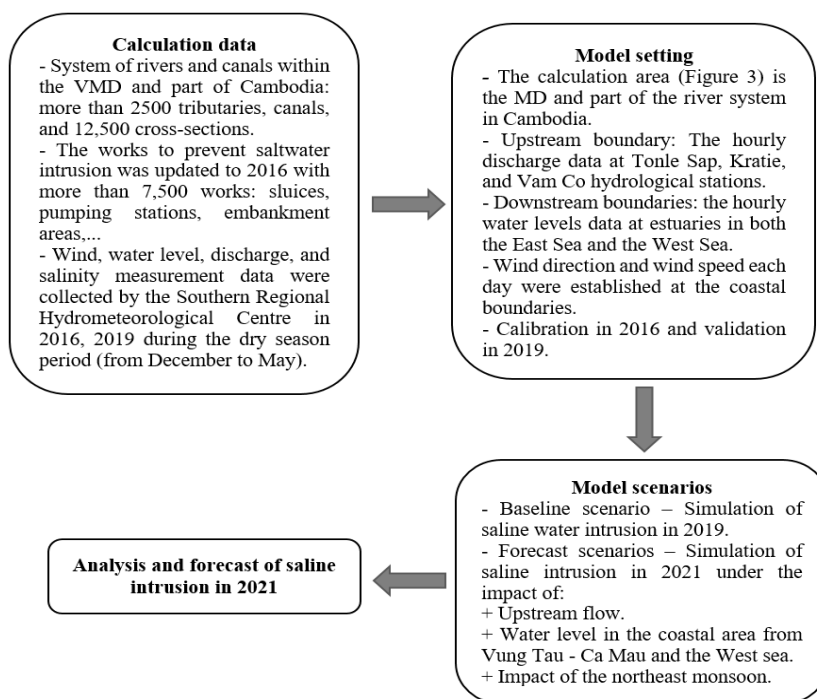 Calculation data
- System of rivers and canals within
the VMD and part of Cambodia:
more than 2500 tributaries, canals,
and 12,500 cross-sections.
- The works to prevent saltwater
intrusion was updated to 2016 with
more than 7,500 works: sluices,
pumping stations, embankment
areas,...
- Wind, water level, discharge, and
salinity measurement data were
collected by the Southern Regional
Hydrometeorological Centre in
2016, 2019 during the dry season
period (from December to May).
Model setting
- The calculation area (Figure 3) is
the MD and part of the river system
in Cambodia.
- Upstream boundary: The hourly
discharge data at Tonle Sap, Kratie,
and Vam Co hydrological stations.
- Downstream boundaries: the hourly
water levels data at estuaries in both
the East Sea and the West Sea.
- Wind direction and wind speed each
day were established at the coastal
boundaries.
- Calibration in 2016 and validation
in 2019.
Model scenarios
- Baseline scenario – Simulation of
saline water intrusion in 2019.
- Forecast scenarios – Simulation of
saline intrusion in 2021 under the
impact of:
+ Upstream flow.
+ Water level in the coastal area from
Vung Tau - Ca Mau and the West sea.
+ Impact of the northeast monsoon.
Analysis and forecast of saline
intrusion in 2021